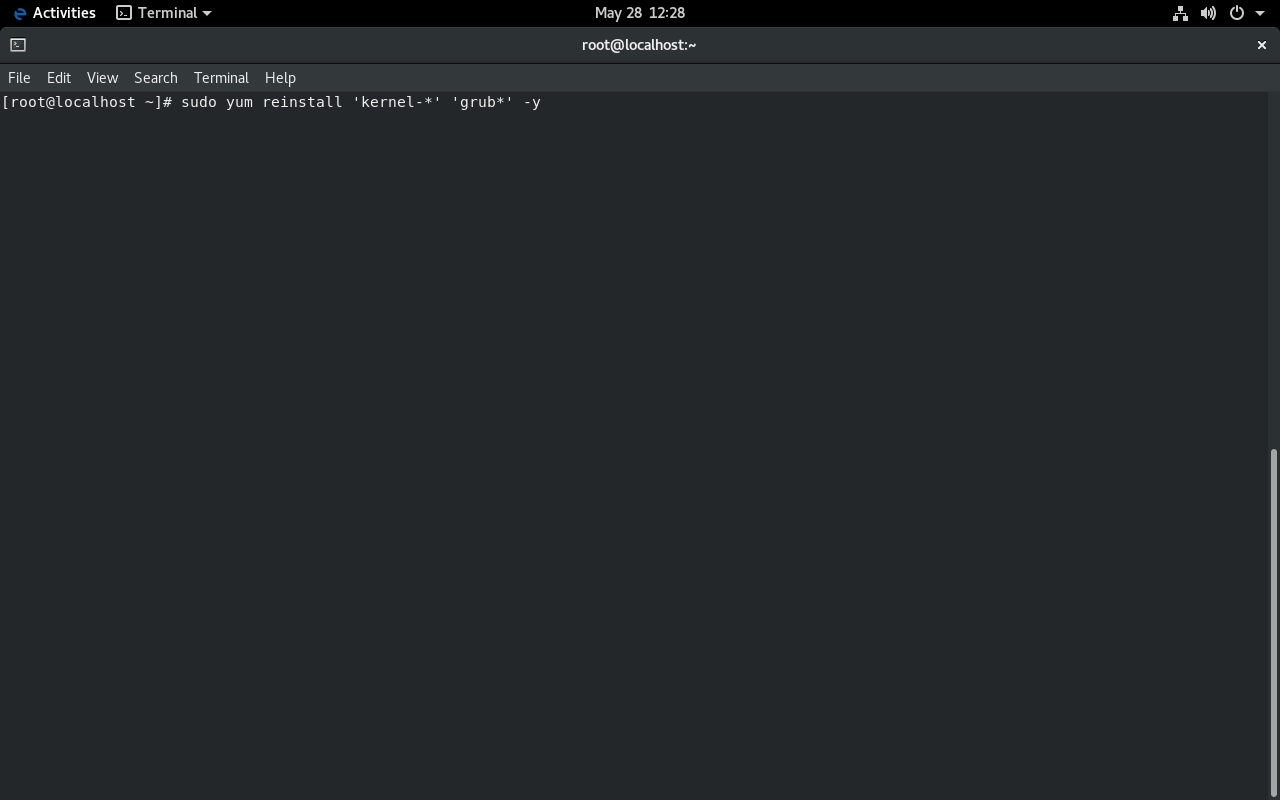 Activities Terminal May 28 12:28
root@localhost:~
File Edit View Search Terminal Help
[root@localhost ~]# sudo yum reinstall 'kernel-*' 'grub*' -y